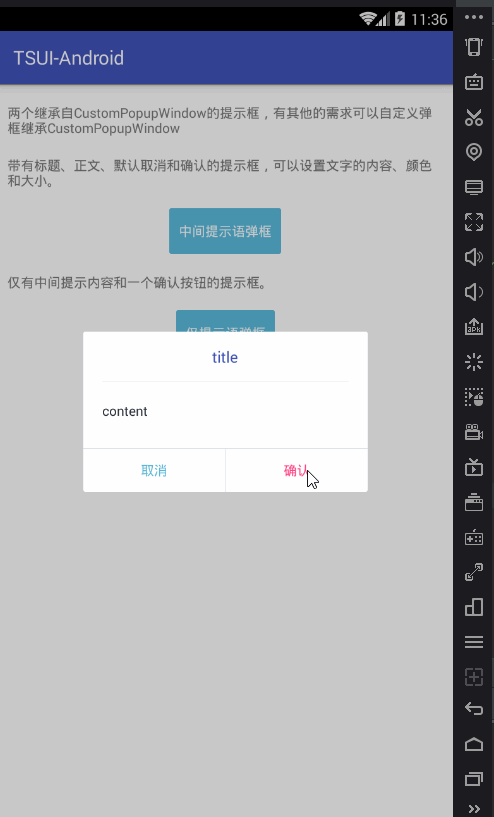 11:36
TSUI-Android
两个继承自CustomPopupWindow的提示框，有其他的需求可以自定义弹
框继承CustomPopupWindow
带有标题、正文、默认取消和确认的提示框，可以设置文字的内容、颜色
和大小。
中间提示语弹框
仅有中间提示内容和一个确认按钮的提示框。
仅提示语弹框
title
content
取消
确认